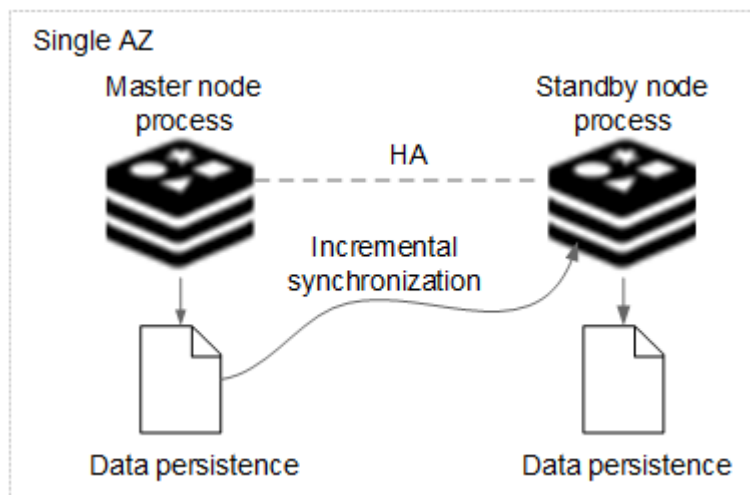 Single AZ
Master node
process
Standby node
process
HA
Incremental
synchronization
Data persistence
Data persistence